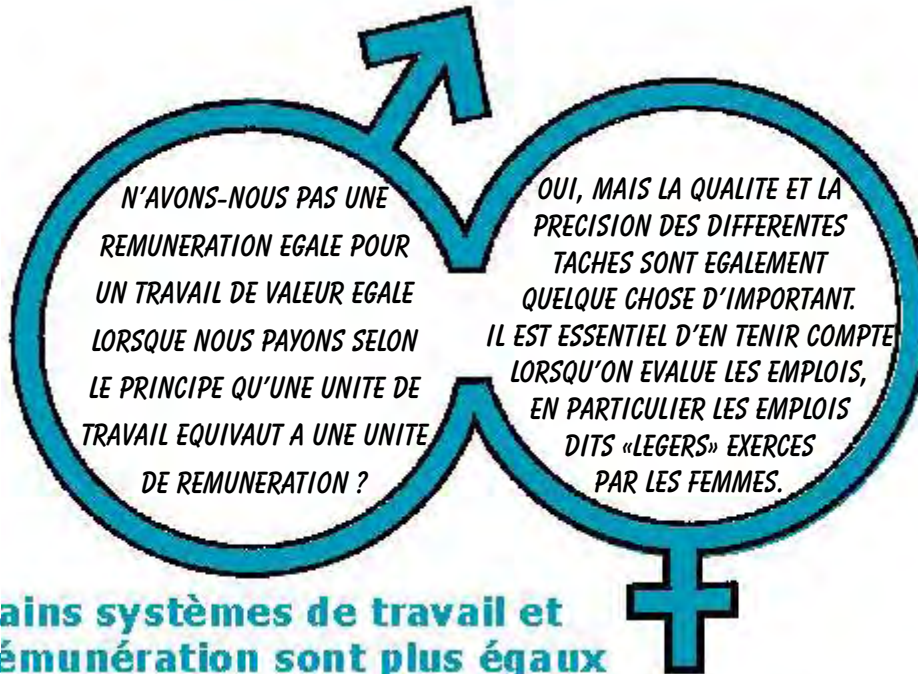 N'AVONS-NOUS PAS UNE
REMUNERATION EGALE POUR
UN TRAVAIL DE VALEUR EGALE
LORSQUE NOUS PAYONS SELON
LE PRINCIPE QU'UNE UNITE DE
TRAVAIL EQUIVAUT A UNE UNITE
DE REMUNERATION ?
OUI, MAIS LA QUALITE ET LA
PRECISION DES DIFFERENTES
TACHES SONT EGALEMENT
QUELQUE CHOSE D'IMPORTANT.
IL EST ESSENTIEL D'EN TENIR COMPTE
LORSQU'ON EVALUE LES EMPLOIS,
EN PARTICULIER LES EMPLOIS
DITS «LEGERS» EXERCES
PAR LES FEMMES.
ains systèmes de travail et
émunération sont plus égaux